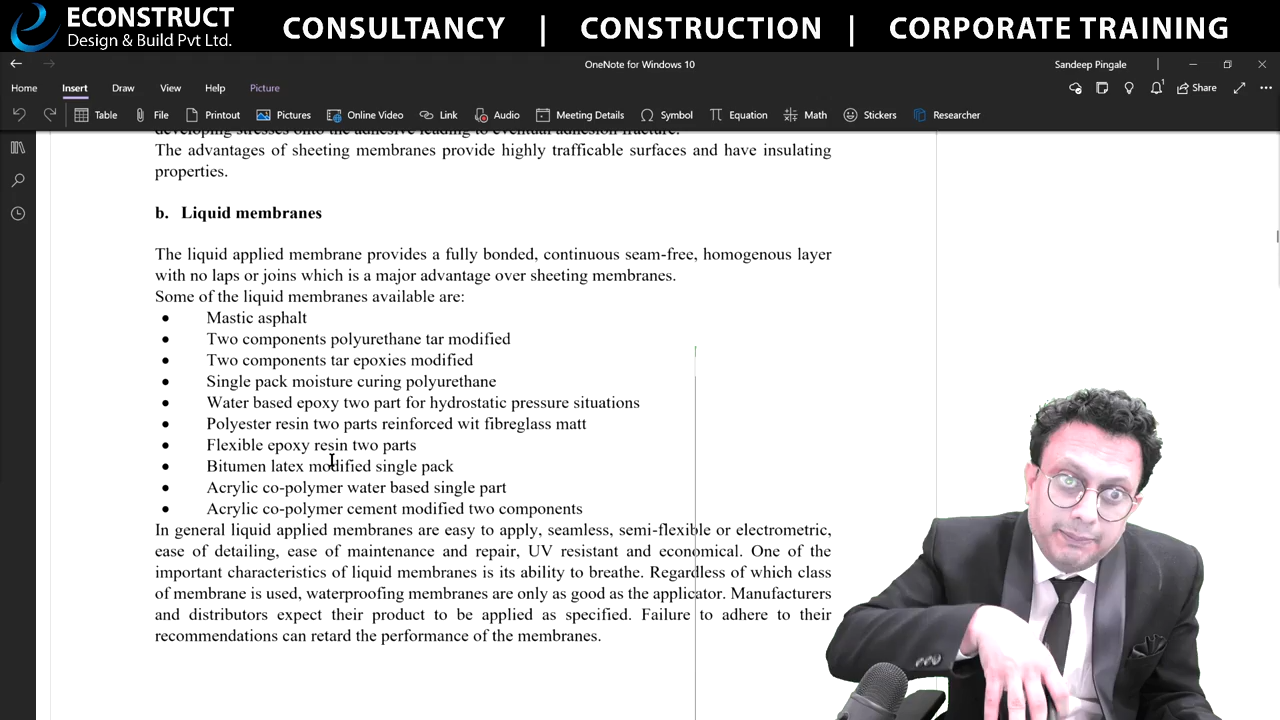 ECONSTRUCT
Design & Build Pvt Ltd.
CONSULTANCY | CONSTRUCTION | CORPORATE TRAINING
OneNote for Windows 10
Sandeep Pingale
Home Insert Draw View Help Picture
Share
Table File Printout Pictures Online Video Link Audio Meeting Details Symbol Equation Math Stickers Researcher
developing stresses onto the adhesive leading to eventual adhesion fracture.
The advantages of sheeting membranes provide highly trafficable surfaces and have insulating
properties.
b. Liquid membranes
The liquid applied membrane provides a fully bonded, continuous seam-free, homogenous layer
with no laps or joins which is a major advantage over sheeting membranes.
Some of the liquid membranes available are:
• Mastic asphalt
• Two components polyurethane tar modified
• Two components tar epoxies modified
• Single pack moisture curing polyurethane
• Water based epoxy two part for hydrostatic pressure situations
• Polyester resin two parts reinforced wit fibreglass matt
• Flexible epoxy resin two parts
• Bitumen latex modified single pack
• Acrylic co-polymer water based single part
• Acrylic co-polymer cement modified two components
In general liquid applied membranes are easy to apply, seamless, semi-flexible or electrometric,
ease of detailing, ease of maintenance and repair, UV resistant and economical. One of the
important characteristics of liquid membranes is its ability to breathe. Regardless of which class
of membrane is used, waterproofing membranes are only as good as the applicator. Manufacturers
and distributors expect their product to be applied as specified. Failure to adhere to their
recommendations can retard the performance of the membranes.